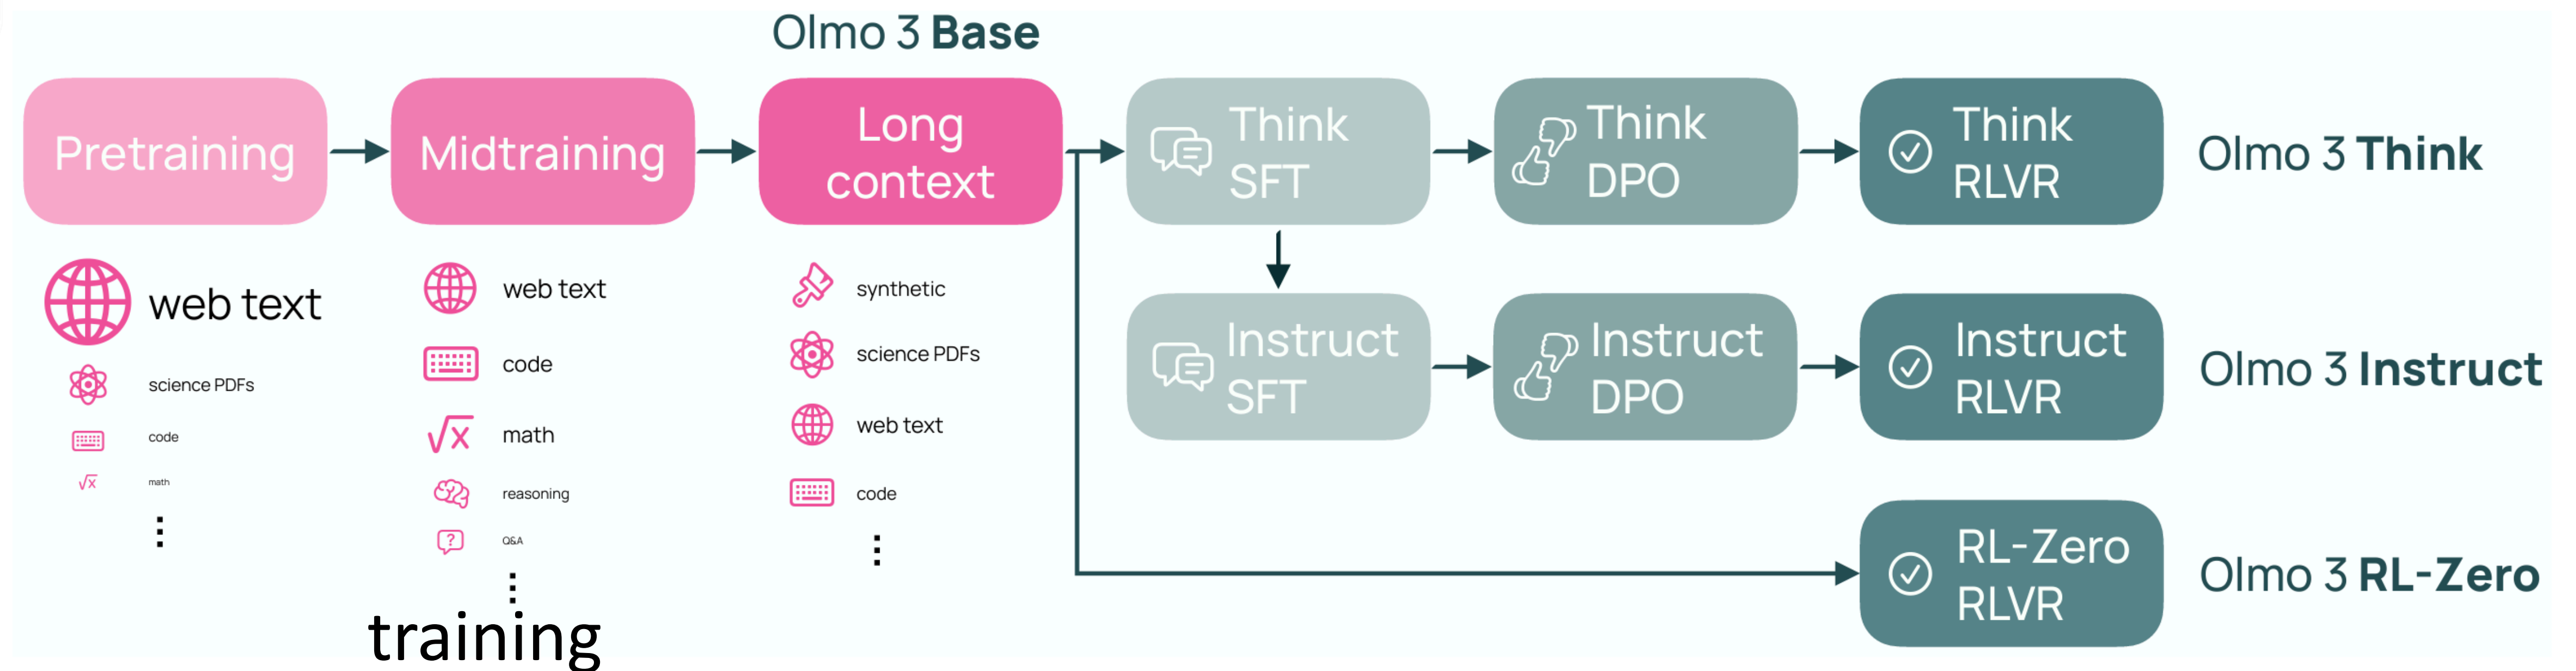 Olmo 3 Base
Pretraining
Midtraining
Long
context
Think
SFT
Think
DPO
Think
RLVR
Olmo 3 Think
web text
science PDFs
code
√x
math
web text
code
√x
math
reasoning
?
Q&A
synthetic
science PDFs
web text
code
Instruct
SFT
Instruct
DPO
Instruct
RLVR
Olmo 3 Instruct
RL-Zero
RLVR
Olmo 3 RL-Zero
training